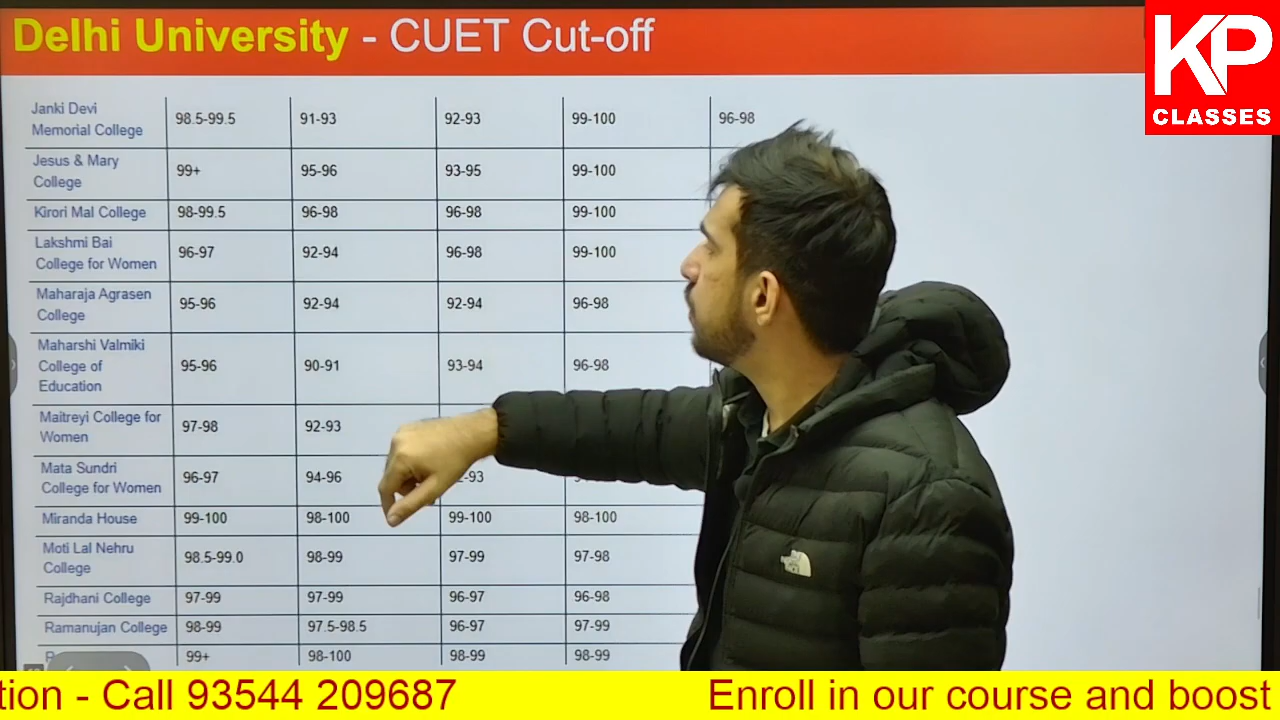 Delhi University - CUET Cut-off
KP
CLASSES
Janki Devi
Memorial College
98.5-99.5
91-93
92-93
99-100
96-98
Jesus & Mary
College
99+
95-96
93-95
99-100
Kirori Mal College
98-99.5
96-98
96-98
99-100
Lakshmi Bai
College for Women
96-97
92-94
96-98
99-100
Maharaja Agrasen
College
95-96
92-94
92-94
96-98
Maharshi Valmiki
College of
Education
95-96
90-91
93-94
96-98
Maitreyi College for
Women
97-98
92-93
Mata Sundri
College for Women
96-97
94-96
-93
Miranda House
99-100
98-100
99-100
98-100
Moti Lal Nehru
College
98.5-99.0
98-99
97-99
97-98
Rajdhani College
97-99
97-99
96-97
96-98
Ramanujan College
98-99
97.5-98.5
96-97
97-99
99+
98-100
98-99
98-99
tion - Call 93544 209687
Enroll in our course and boost